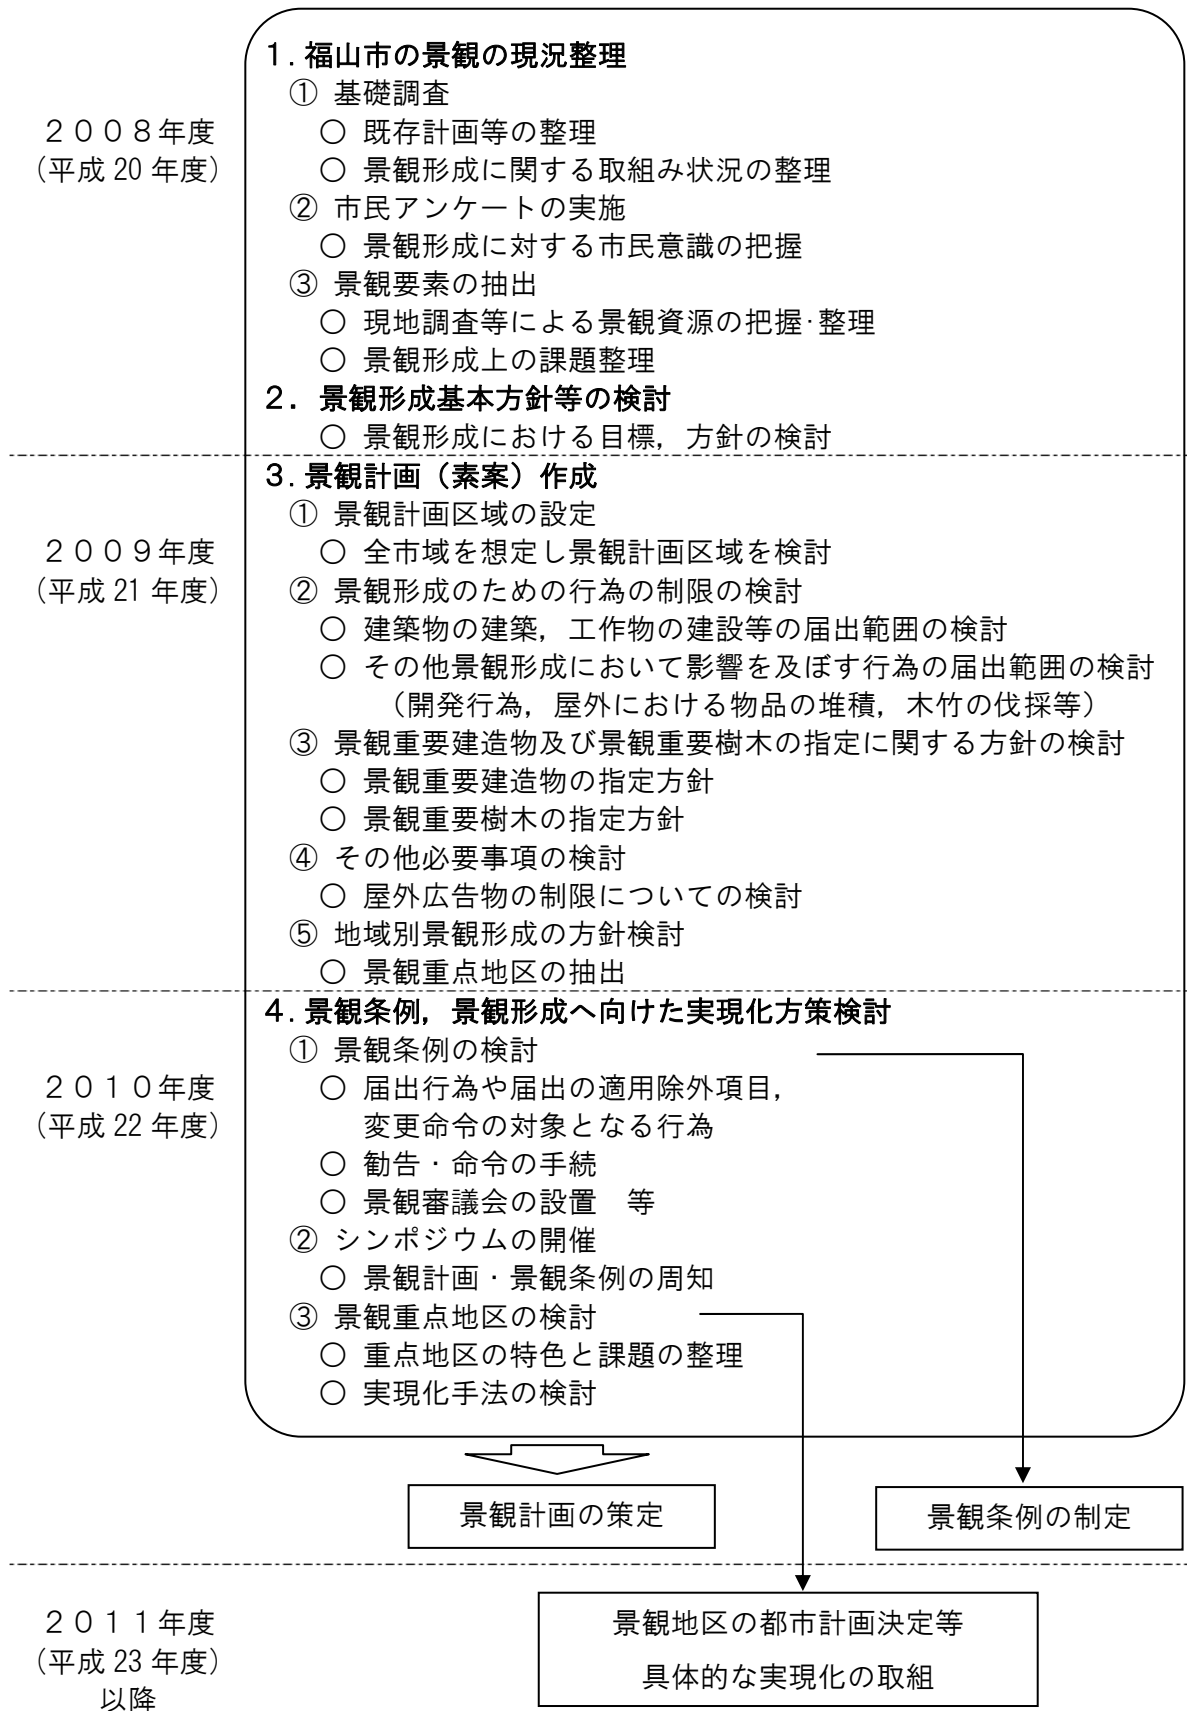 1．福山市の景観の現況整理
① 基礎調査
２００８年度
○ 既存計画等の整理
（平成 20 年度）
○ 景観形成に関する取組み状況の整理
② 市民アンケートの実施
○ 景観形成に対する市民意識の把握
③ 景観要素の抽出
○ 現地調査等による景観資源の把握･整理
○ 景観形成上の課題整理
2．景観形成基本方針等の検討
○ 景観形成における目標，方針の検討
3．景観計画（素案）作成
① 景観計画区域の設定
２００９年度
○ 全市域を想定し景観計画区域を検討
（平成 21 年度）
② 景観形成のための行為の制限の検討
○ 建築物の建築，工作物の建設等の届出範囲の検討
○ その他景観形成において影響を及ぼす行為の届出範囲の検討
（開発行為，屋外における物品の堆積，木竹の伐採等）
③ 景観重要建造物及び景観重要樹木の指定に関する方針の検討
○ 景観重要建造物の指定方針
○ 景観重要樹木の指定方針
④ その他必要事項の検討
○ 屋外広告物の制限についての検討
⑤ 地域別景観形成の方針検討
○ 景観重点地区の抽出
4．景観条例，景観形成へ向けた実現化方策検討
① 景観条例の検討
２０１０年度
○ 届出行為や届出の適用除外項目，
（平成 22 年度）
変更命令の対象となる行為
○ 勧告・命令の手続
○ 景観審議会の設置　等
② シンポジウムの開催
○ 景観計画・景観条例の周知
③ 景観重点地区の検討
○ 重点地区の特色と課題の整理
○ 実現化手法の検討
景観計画の策定
景観条例の制定
２０１１年度
（平成 23 年度）
以降
景観地区の都市計画決定等
具体的な実現化の取組